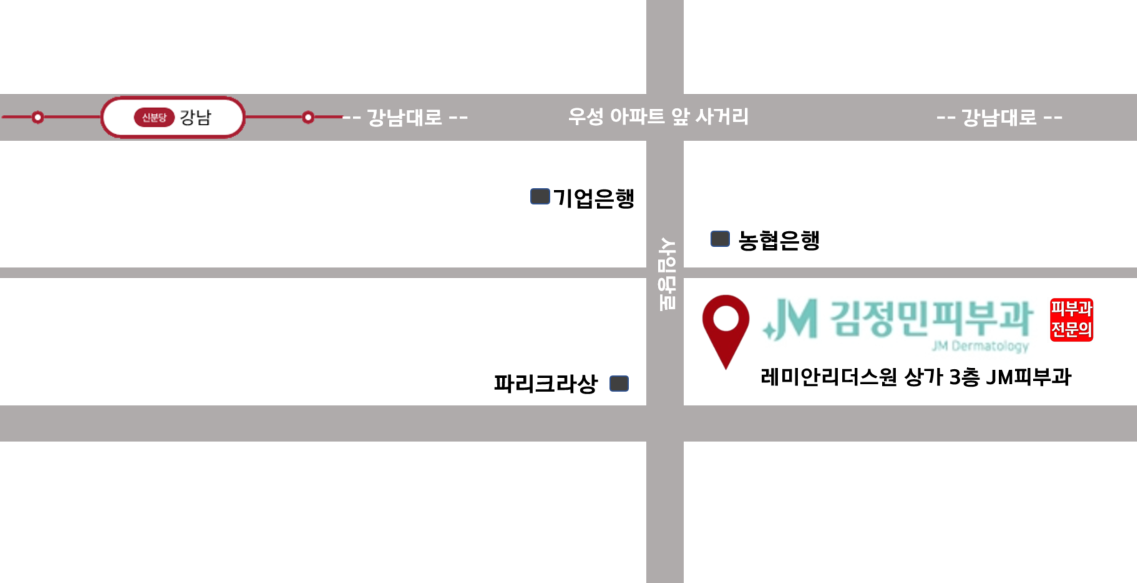 신분당 강남
-- 강남대로 --
우성 아파트 앞 사거리
-- 강남대로 --
기업은행
농협은행
사임당로
JM 김정민피부과
JM Dermatology
피부과
전문의
레미안리더스원 상가 3층 JM피부과
파리크라상